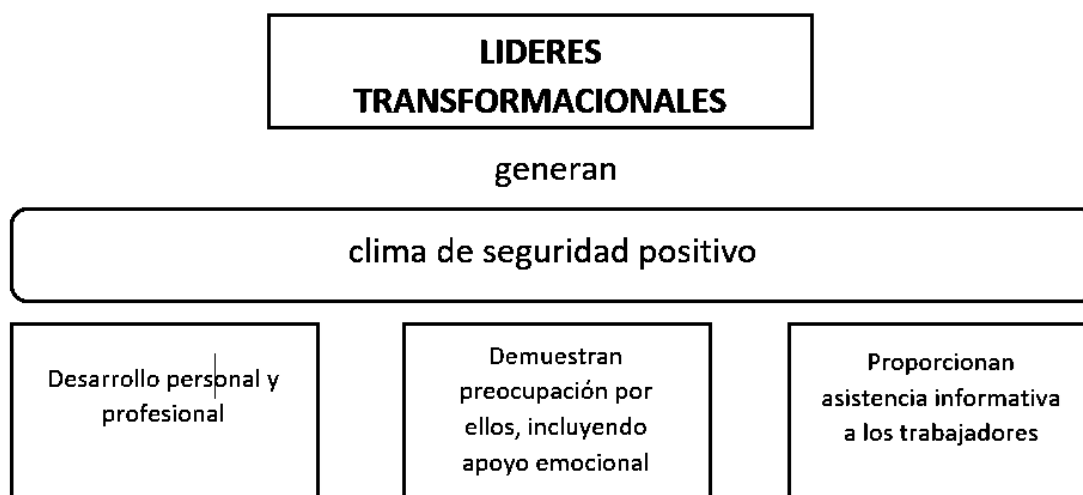 LIDERES
TRANSFORMACIONALES
generan
clima de seguridad positivo
Desarrollo personal y
profesional
Demuestran
preocupación por
ellos, incluyendo
apoyo emocional
Proporcionan
asistencia informativa
a los trabajadores